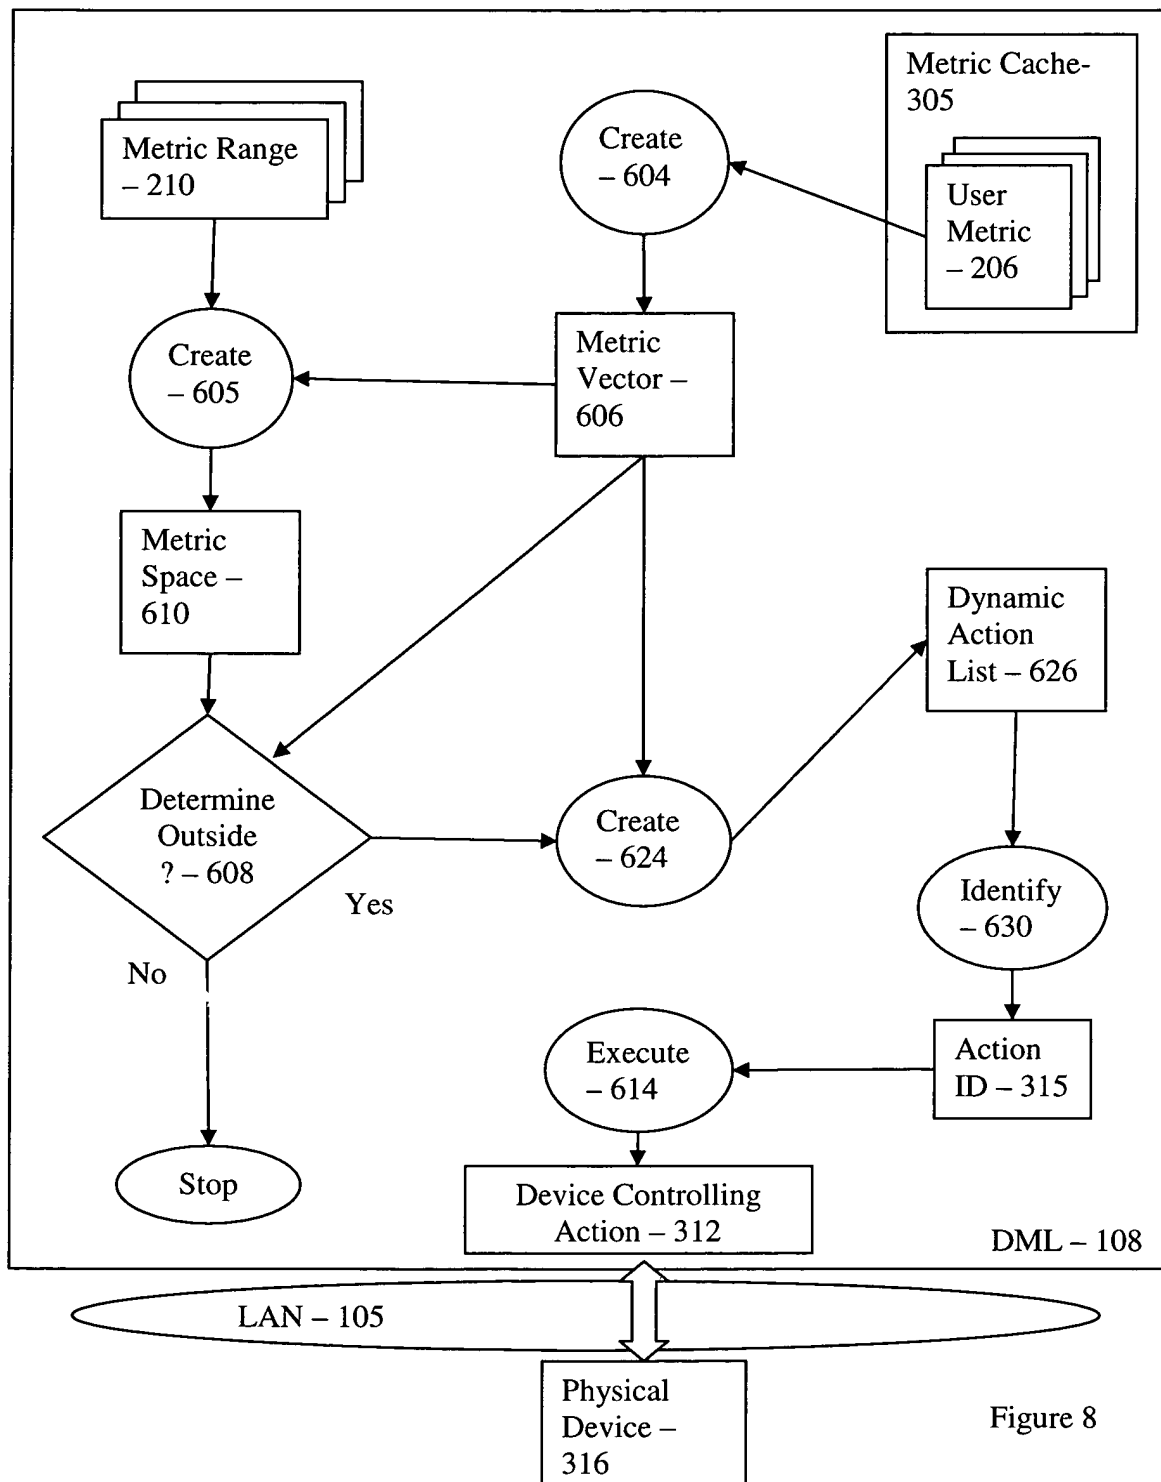 Metric Cache-
305
Metric Range
– 210
Create
– 604
User
Metric
– 206
Create
– 605
Metric
Vector –
606
Metric
Space –
610
Dynamic
Action
List – 626
Determine
Outside
? – 608
Create
– 624
Yes
Identify
– 630
No
Execute
– 614
Action
ID – 315
Stop
Device Controlling
Action – 312
DML – 108
LAN – 105
Physical
Device –
316
Figure 8